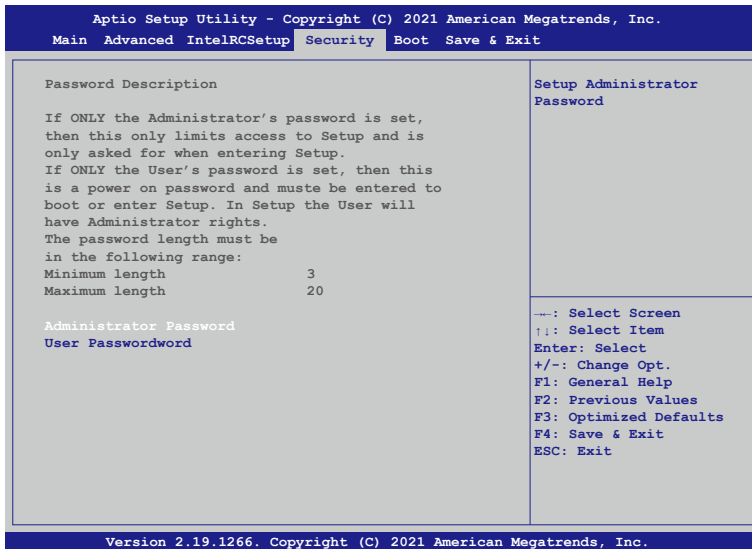 Aptio Setup Utility - Copyright (C) 2021 American Megatrends, Inc.
Main Advanced IntelRCSetup Security Boot Save & Exit
Password Description
If ONLY the Administrator's password is set,
then this only limits access to Setup and is
only asked for when entering Setup.
If ONLY the User's password is set, then this
is a power on password and muste be entered to
boot or enter Setup. In Setup the User will
have Administrator rights.
The password length must be
in the following range:
Minimum length 3
Maximum length 20
Administrator Password
User Passwordword
Setup Administrator
Password
→←: Select Screen
↑↓: Select Item
Enter: Select
+/-: Change Opt.
F1: General Help
F2: Previous Values
F3: Optimized Defaults
F4: Save & Exit
ESC: Exit
Version 2.19.1266. Copyright (C) 2021 American Megatrends, Inc.